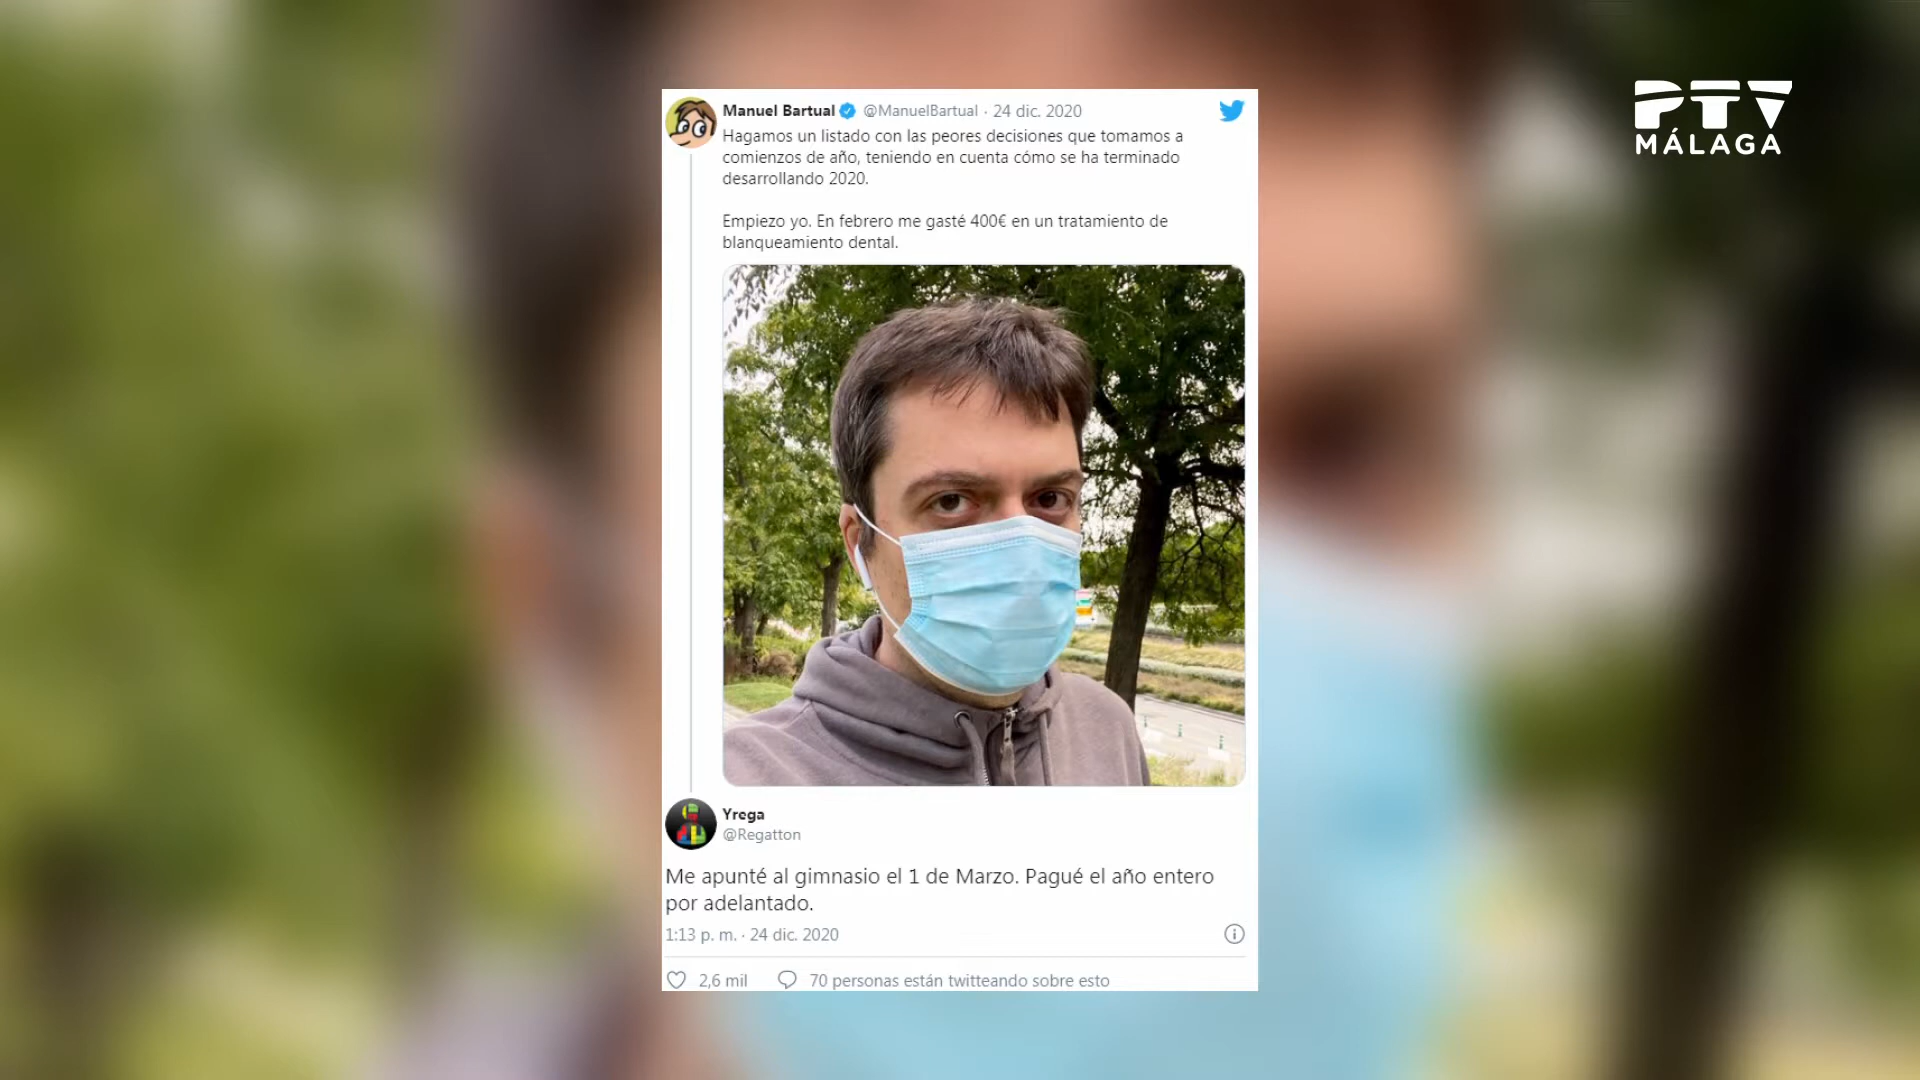 PTV
MÁLAGA
Manuel Bartual @ManuelBartual · 24 dic. 2020
Hagamos un listado con las peores decisiones que tomamos a
comienzos de año, teniendo en cuenta cómo se ha terminado
desarrollando 2020.
Empiezo yo. En febrero me gasté 400€ en un tratamiento de
blanqueamiento dental.
Yrega
@Regatton
Me apunté al gimnasio el 1 de Marzo. Pagué el año entero
por adelantado.
1:13 p. m. · 24 dic. 2020
2,6 mil 70 personas están twitteando sobre esto